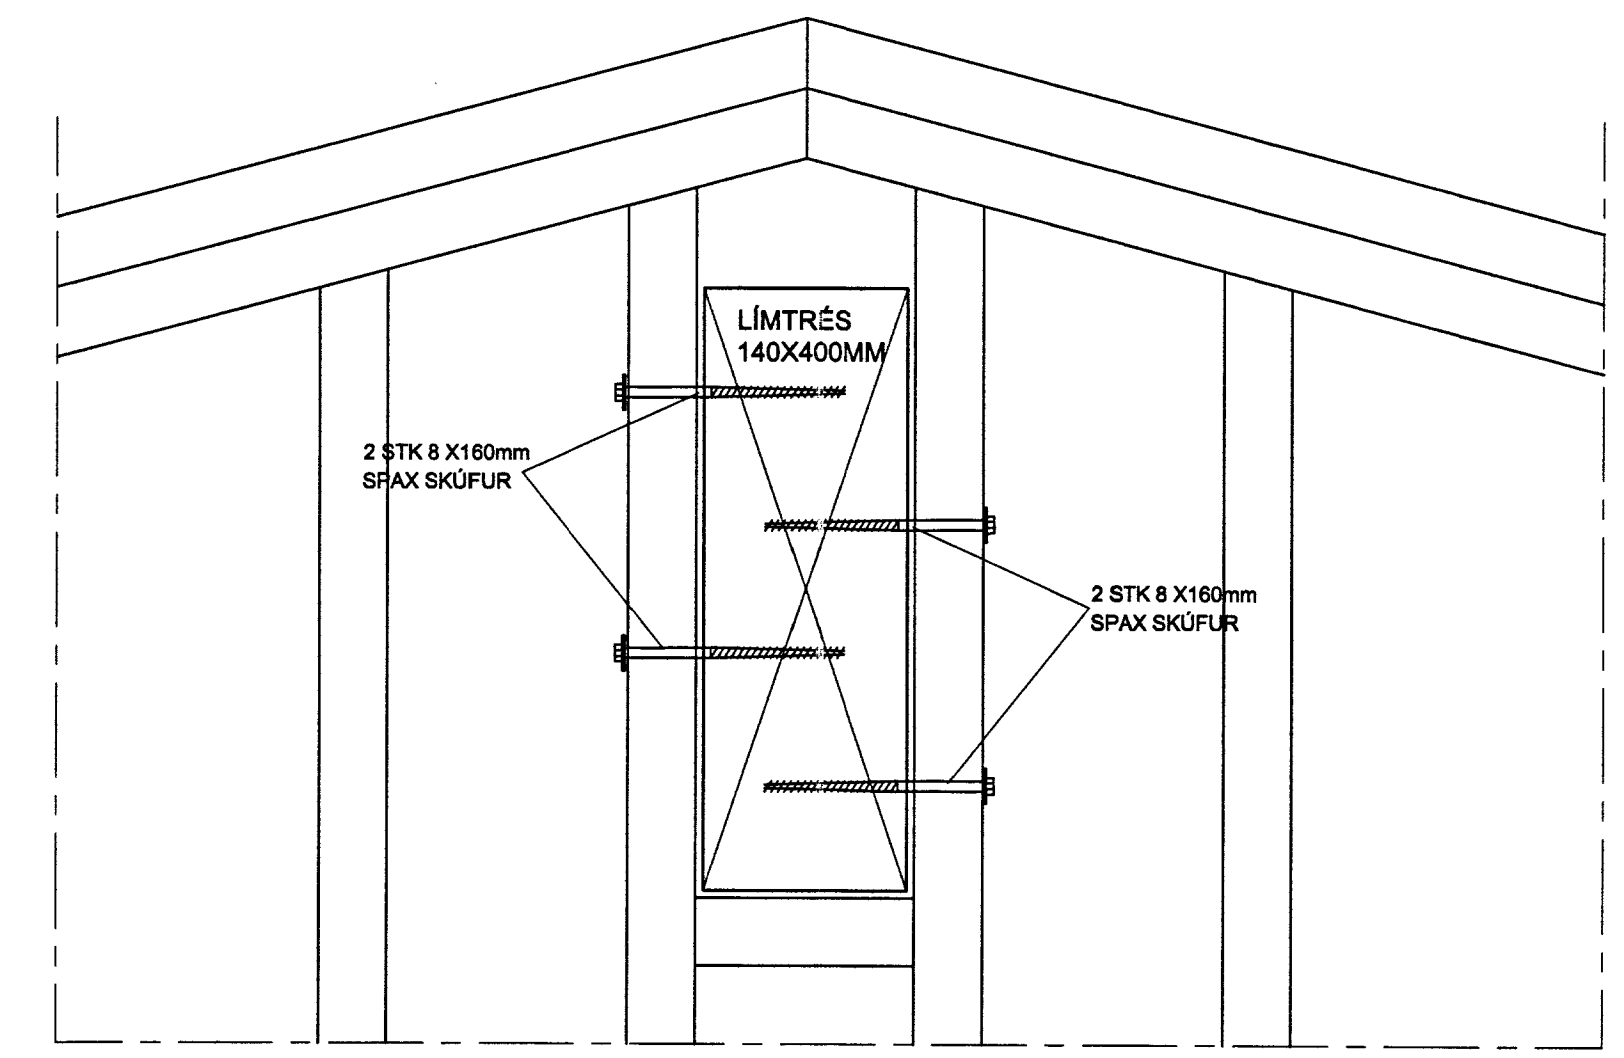 LÍMTRÉS
140X400MM
2 STK 8 X160mm
SPAX SKÚFUR
2 STK 8 X160mm
SPAX SKÚFUR